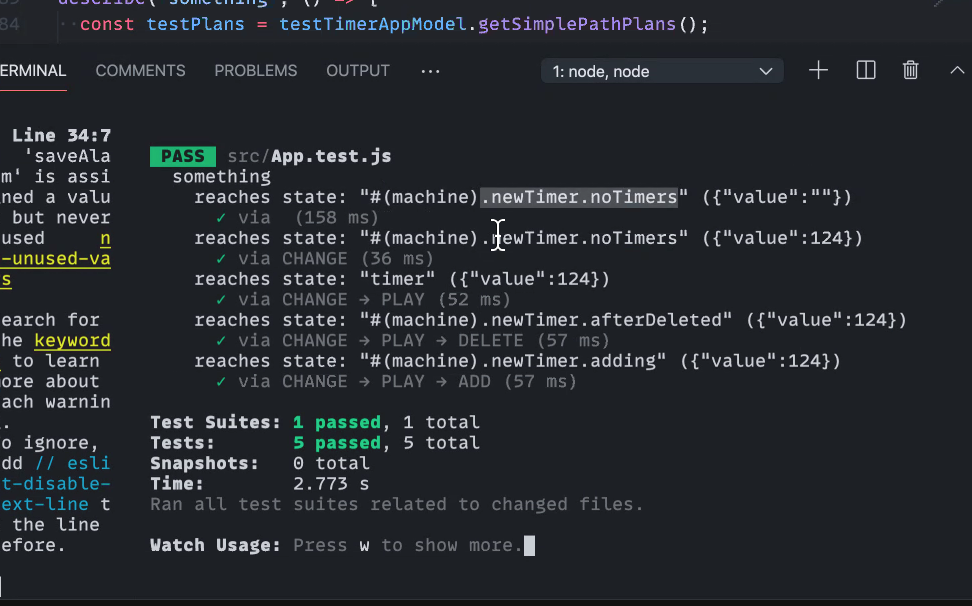 describe("something", () => {
84 const testPlans = testTimerAppModel.getSimplePathPlans();
ERMINAL COMMENTS PROBLEMS OUTPUT ··· 1: node, node
Line 34:7
'saveAla
m' is assi
ned a valu
but never
used n
-unused-va
s
earch for
he keyword
to learn
ore about
ach warnin
.
o ignore,
dd // esli
t-disable-
ext-line t
the line
efore.
PASS src/App.test.js
something
reaches state: "#(machine).newTimer.noTimers" ({"value":""})
✓ via (158 ms)
reaches state: "#(machine).newTimer.noTimers" ({"value":124})
✓ via CHANGE (36 ms)
reaches state: "timer" ({"value":124})
✓ via CHANGE → PLAY (52 ms)
reaches state: "#(machine).newTimer.afterDeleted" ({"value":124})
✓ via CHANGE → PLAY → DELETE (57 ms)
reaches state: "#(machine).newTimer.adding" ({"value":124})
✓ via CHANGE → PLAY → ADD (57 ms)
Test Suites: 1 passed, 1 total
Tests: 5 passed, 5 total
Snapshots: 0 total
Time: 2.773 s
Ran all test suites related to changed files.
Watch Usage: Press w to show more.